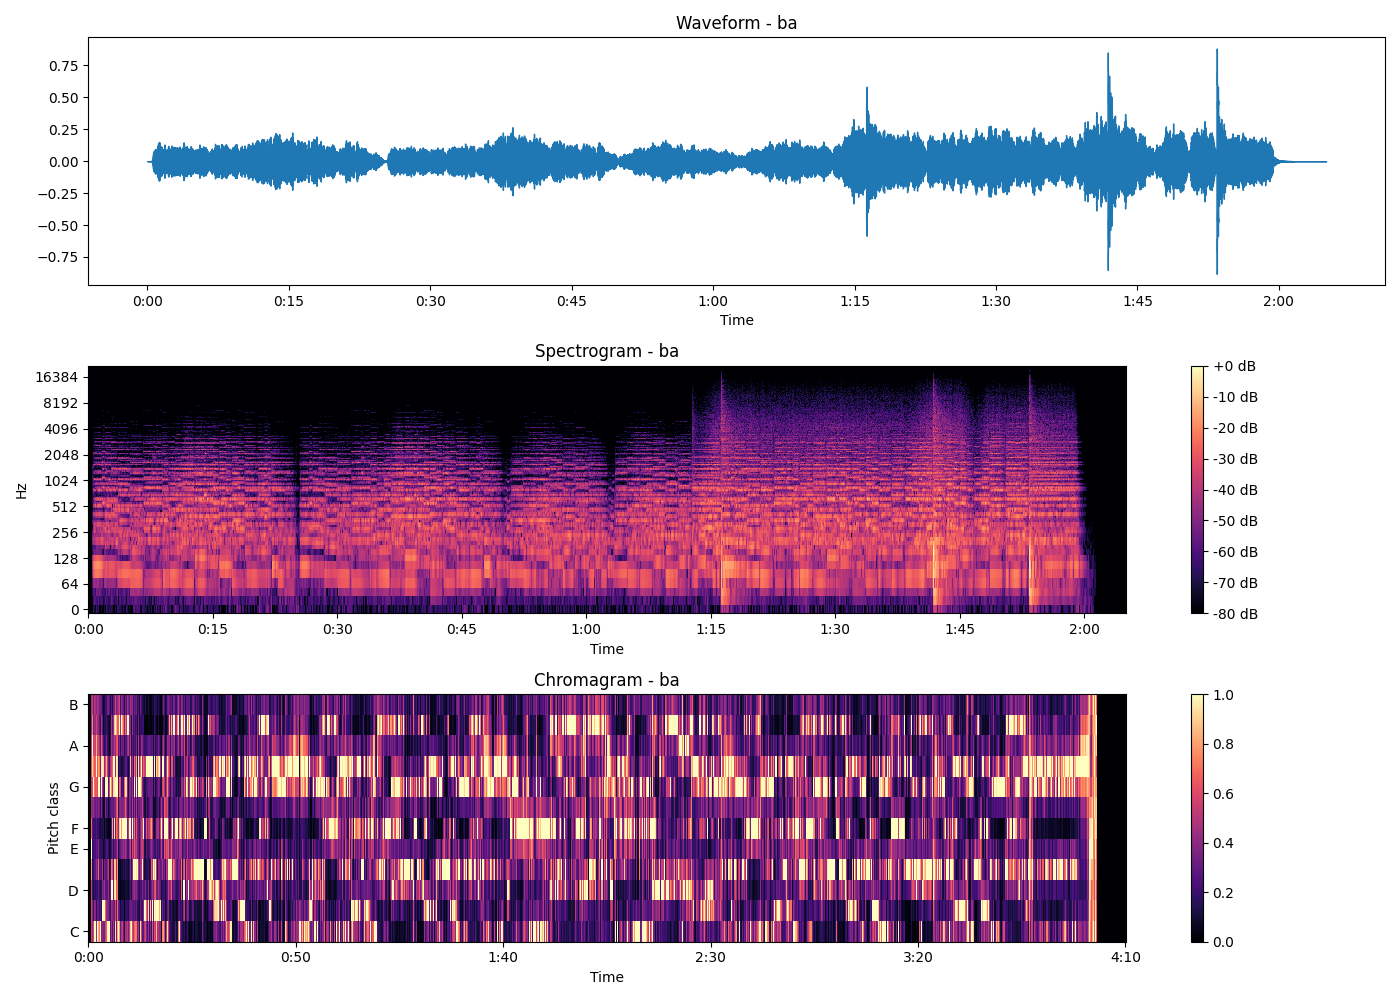 Waveform - ba
0.75
0.50
0.25
0.00
−0.25
−0.50
−0.75
0:00 0:15 0:30 0:45 1:00 1:15 1:30 1:45 2:00
Time
Spectrogram - ba
Hz
16384
8192
4096
2048
1024
512
256
128
64
0
0:00 0:15 0:30 0:45 1:00 1:15 1:30 1:45 2:00
Time
+0 dB
-10 dB
-20 dB
-30 dB
-40 dB
-50 dB
-60 dB
-70 dB
-80 dB
Chromagram - ba
Pitch class
B
A
G
F
E
D
C
0:00 0:50 1:40 2:30 3:20 4:10
Time
1.0
0.8
0.6
0.4
0.2
0.0